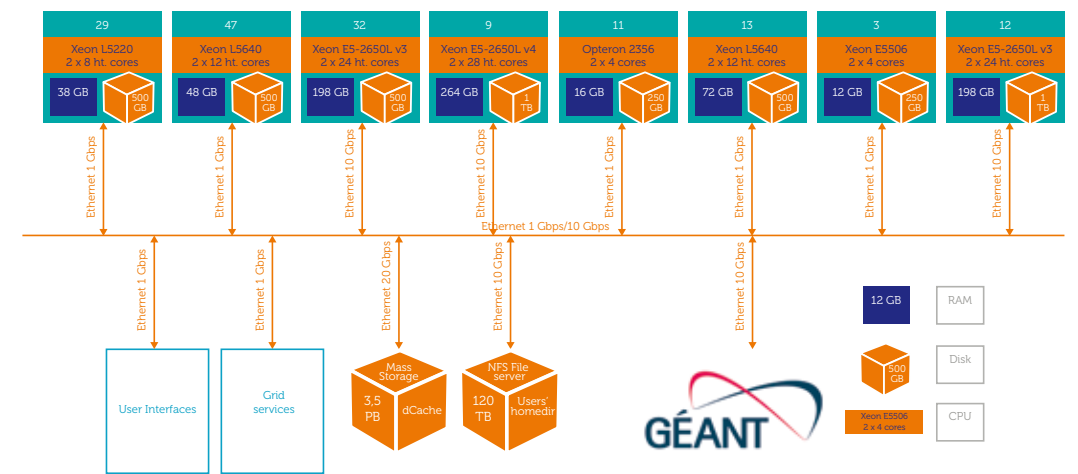 29
Xeon L5220
2 x 8 ht. cores
38 GB
500
GB
47
Xeon L5640
2 x 12 ht. cores
48 GB
500
GB
32
Xeon E5-2650L v3
2 x 24 ht. cores
198 GB
500
GB
9
Xeon E5-2650L v4
2 x 28 ht. cores
264 GB
1
TB
11
Opteron 2356
2 x 4 cores
16 GB
250
GB
13
Xeon L5640
2 x 12 ht. cores
72 GB
500
GB
3
Xeon E5506
2 x 4 cores
12 GB
250
GB
12
Xeon E5-2650L v3
2 x 24 ht. cores
198 GB
1
TB
Ethernet 1 Gbps
Ethernet 1 Gbps
Ethernet 10 Gbps
Ethernet 10 Gbps
Ethernet 1 Gbps
Ethernet 1 Gbps
Ethernet 1 Gbps
Ethernet 10 Gbps
Ethernet 1 Gbps/10 Gbps
Ethernet 1 Gbps
Ethernet 1 Gbps
Ethernet 20 Gbps
Ethernet 10 Gbps
Ethernet 10 Gbps
User Interfaces
Grid
services
Mass
Storage
3,5
PB
dCache
NFS File
server
120
TB
Users'
homedir
GÉANT
12 GB
RAM
500
GB
Disk
Xeon E5506
2 x 4 cores
CPU